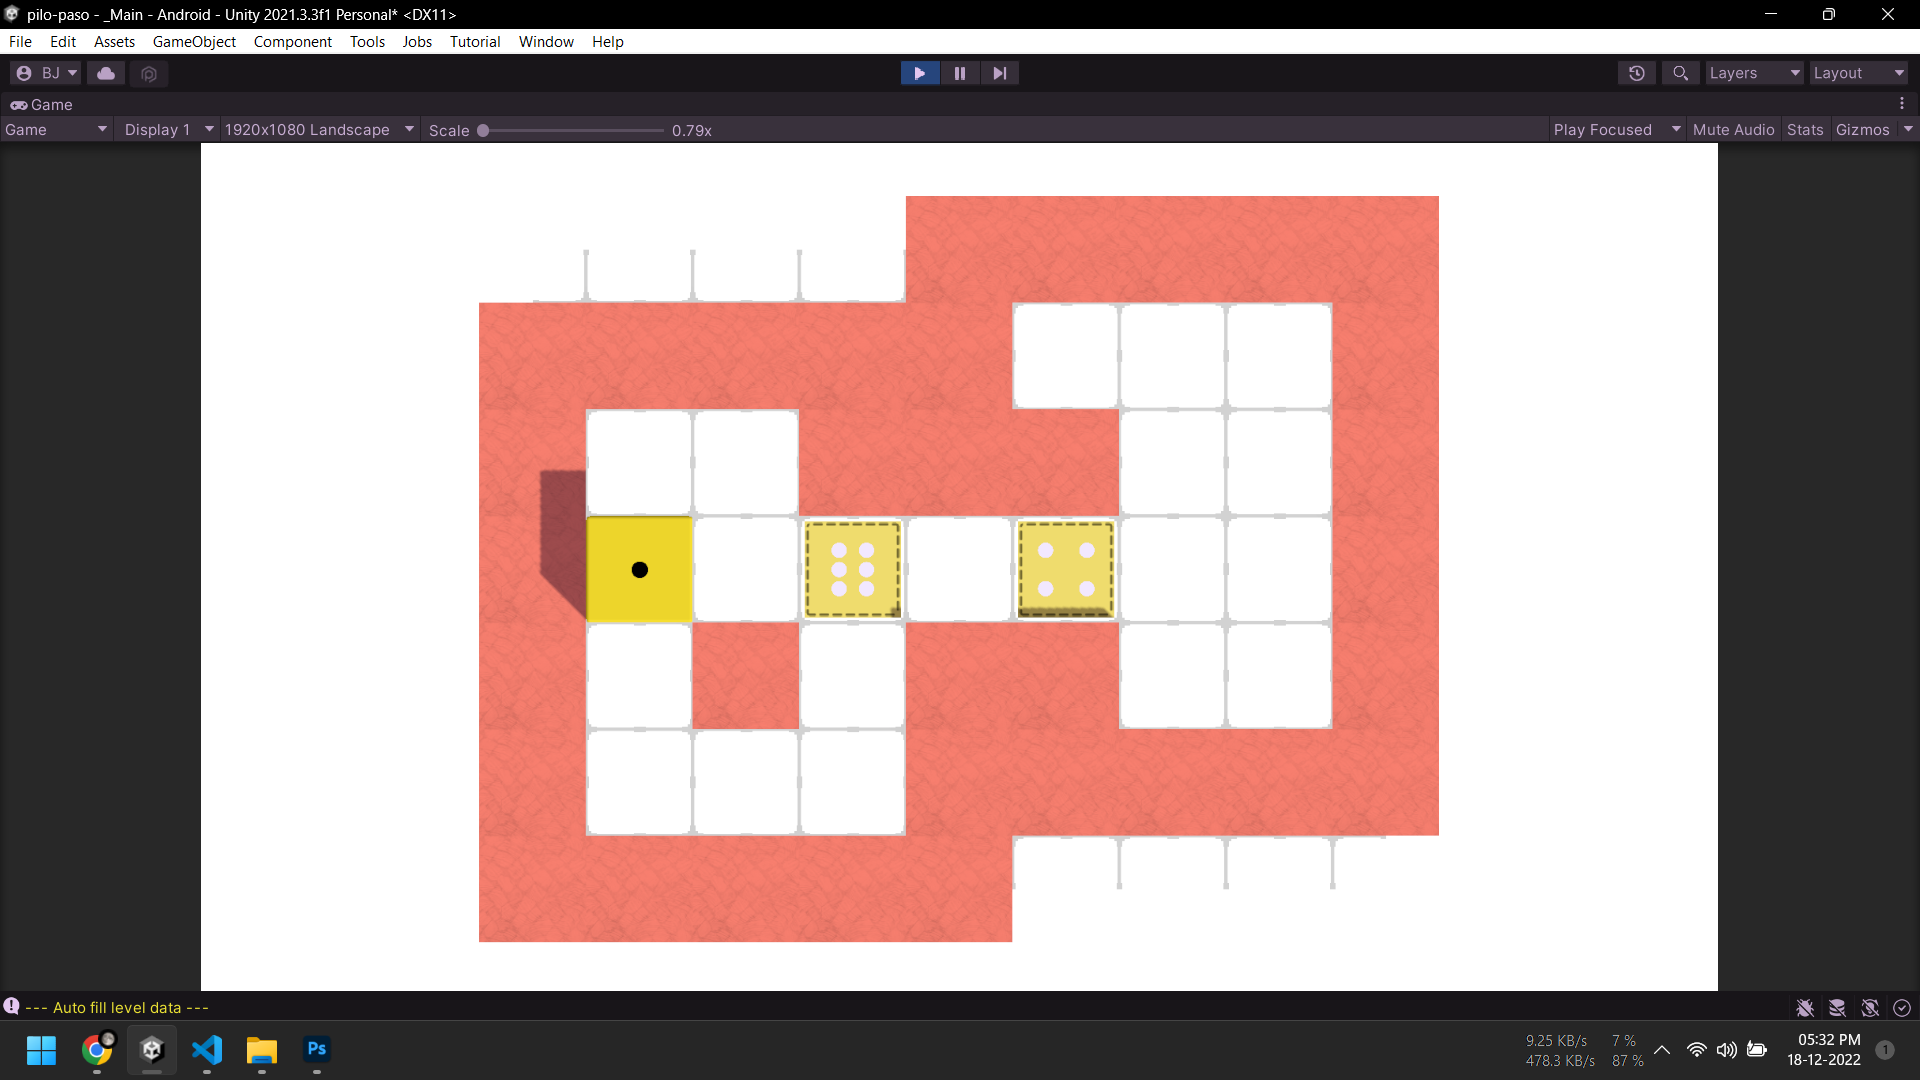 pilo-paso - _Main - Android - Unity 2021.3.3f1 Personal* <DX11>
File Edit Assets GameObject Component Tools Jobs Tutorial Window Help
BJ Layers Layout
Game
Game Display 1 1920x1080 Landscape Scale 0.79x Play Focused Mute Audio Stats Gizmos
--- Auto fill level data ---
Ps
9.25 KB/s 7 % 05:32 PM
478.3 KB/s 87 % 18-12-2022
1